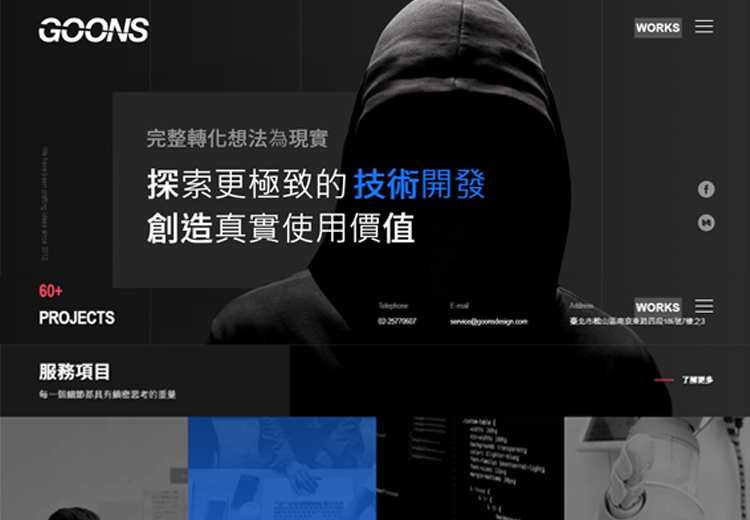 GOONS
WORKS
完整轉化想法為現實
探索更極致的技術開發
創造真實使用價值
We have been crafting ideas since 2012.
60+
PROJECTS
Telephone
02-25770607
E-mail
service@goonsdesign.com
Address
臺北市松山區南京東路四段186號7樓之3
WORKS
服務項目
每一個細節都具有縝密思考的重量
了解更多
.custom-table {
width: 100%;